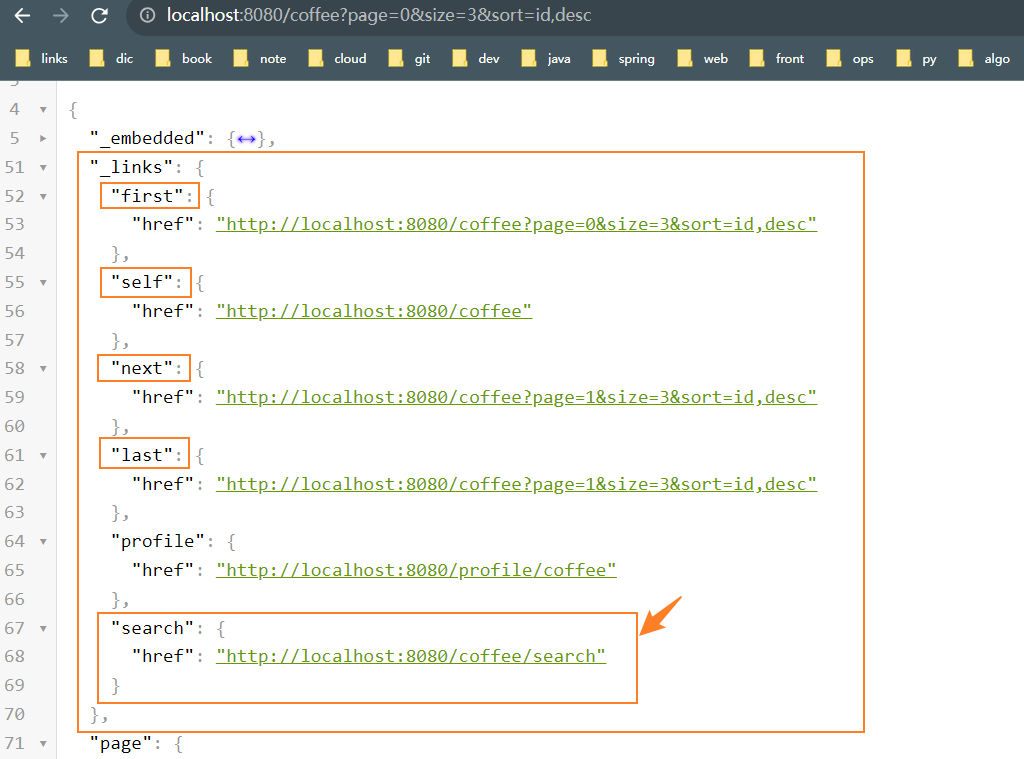 localhost:8080/coffee?page=0&size=3&sort=id,desc
links dic book note cloud git dev java spring web front ops py algo
4 {
5 "_embedded": {↔},
51 "_links": {
52 "first": {
53 "href": "http://localhost:8080/coffee?page=0&size=3&sort=id,desc"
54 },
55 "self": {
56 "href": "http://localhost:8080/coffee"
57 },
58 "next": {
59 "href": "http://localhost:8080/coffee?page=1&size=3&sort=id,desc"
60 },
61 "last": {
62 "href": "http://localhost:8080/coffee?page=1&size=3&sort=id,desc"
63 },
64 "profile": {
65 "href": "http://localhost:8080/profile/coffee"
66 },
67 "search": {
68 "href": "http://localhost:8080/coffee/search"
69 }
70 },
71 "page": {